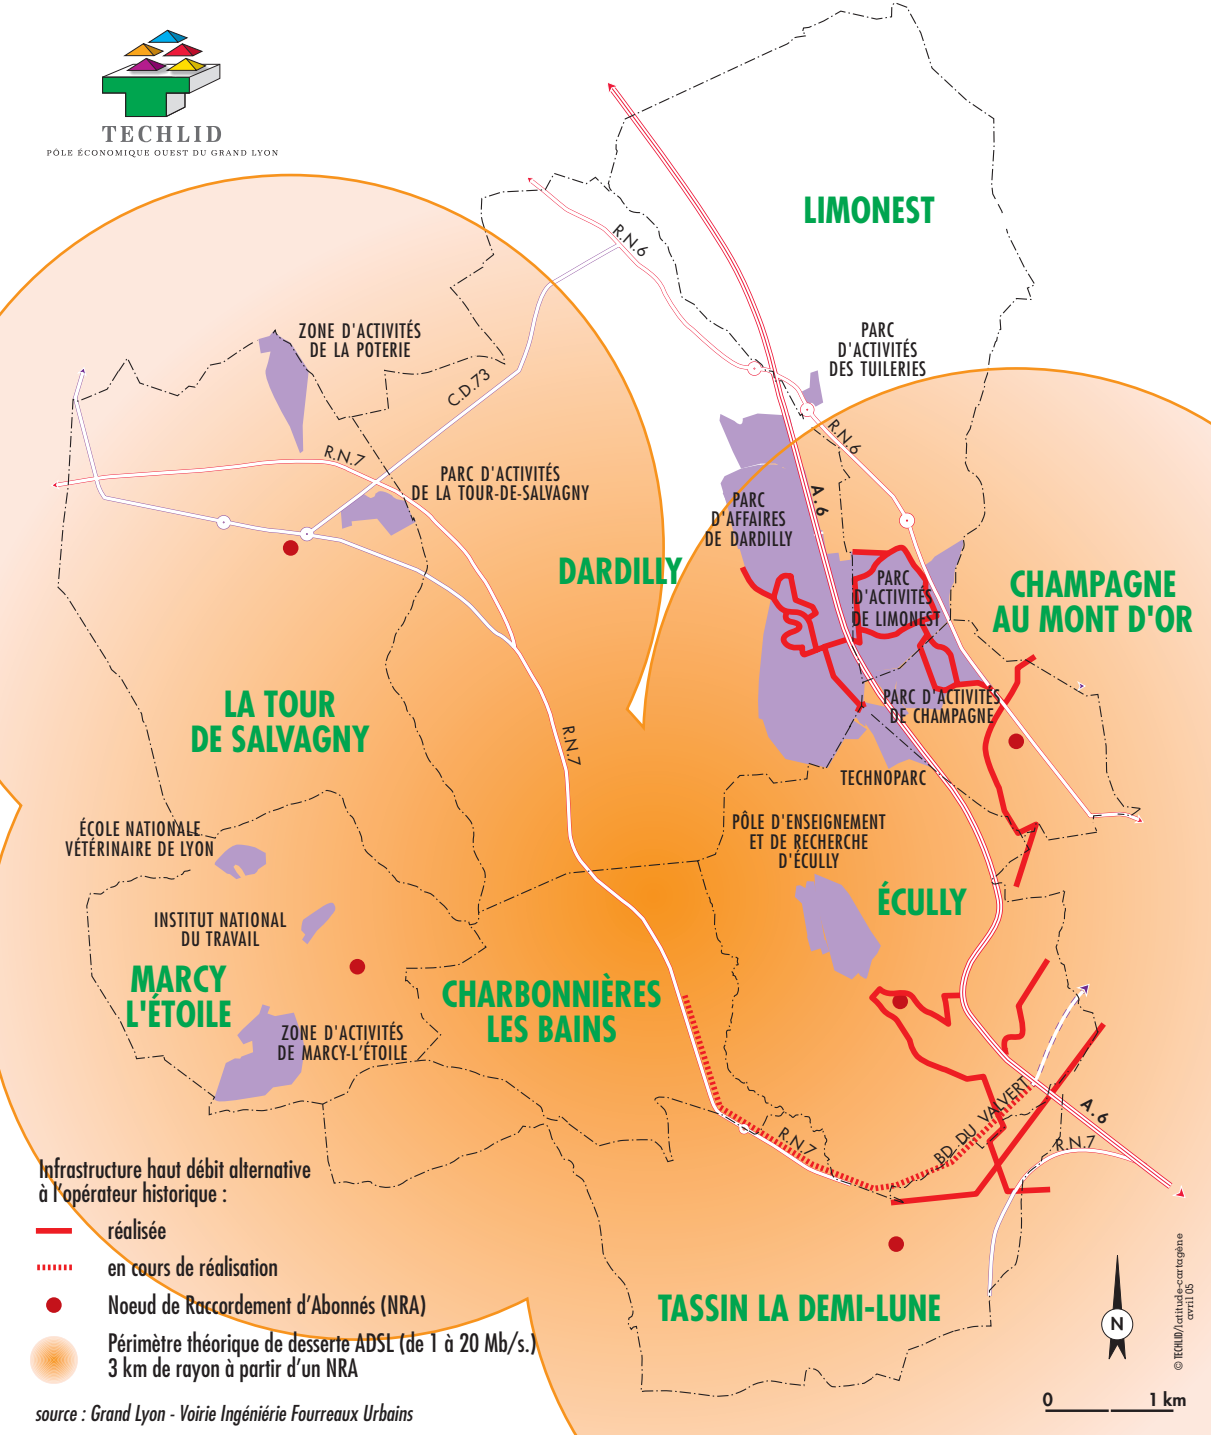 TECHLID
PÔLE ÉCONOMIQUE OUEST DU GRAND LYON
LIMONEST
R.N.6
ZONE D'ACTIVITÉS
DE LA POTERIE
PARC
D'ACTIVITÉS
DES TUILERIES
C.D.73
R.N.7
R.N.6
PARC D'ACTIVITÉS
DE LA TOUR-DE-SALVAGNY
A.6
PARC
D'AFFAIRES
DE DARDILLY
DARDILLY
PARC
D'ACTIVITÉS
DE LIMONEST
CHAMPAGNE
AU MONT D'OR
LA TOUR
DE SALVAGNY
PARC D'ACTIVITÉS
DE CHAMPAGNE
R.N.7
TECHNOPARC
ÉCOLE NATIONALE
VÉTÉRINAIRE DE LYON
PÔLE D'ENSEIGNEMENT
ET DE RECHERCHE
D'ÉCULLY
ÉCULLY
INSTITUT NATIONAL
DU TRAVAIL
MARCY
L'ÉTOILE
CHARBONNIÈRES
LES BAINS
ZONE D'ACTIVITÉS
DE MARCY-L'ÉTOILE
BD. DU VALVERT
A.6
R.N.7
R.N.7
Infrastructure haut débit alternative
à l'opérateur historique :
réalisée
en cours de réalisation
Noeud de Raccordement d'Abonnés (NRA)
Périmètre théorique de desserte ADSL (de 1 à 20 Mb/s.)
3 km de rayon à partir d'un NRA
source : Grand Lyon - Voirie Ingéniérie Fourreaux Urbains
TASSIN LA DEMI-LUNE
N
0 1 km
© TECHLID/latitude-cartagène
avril 05